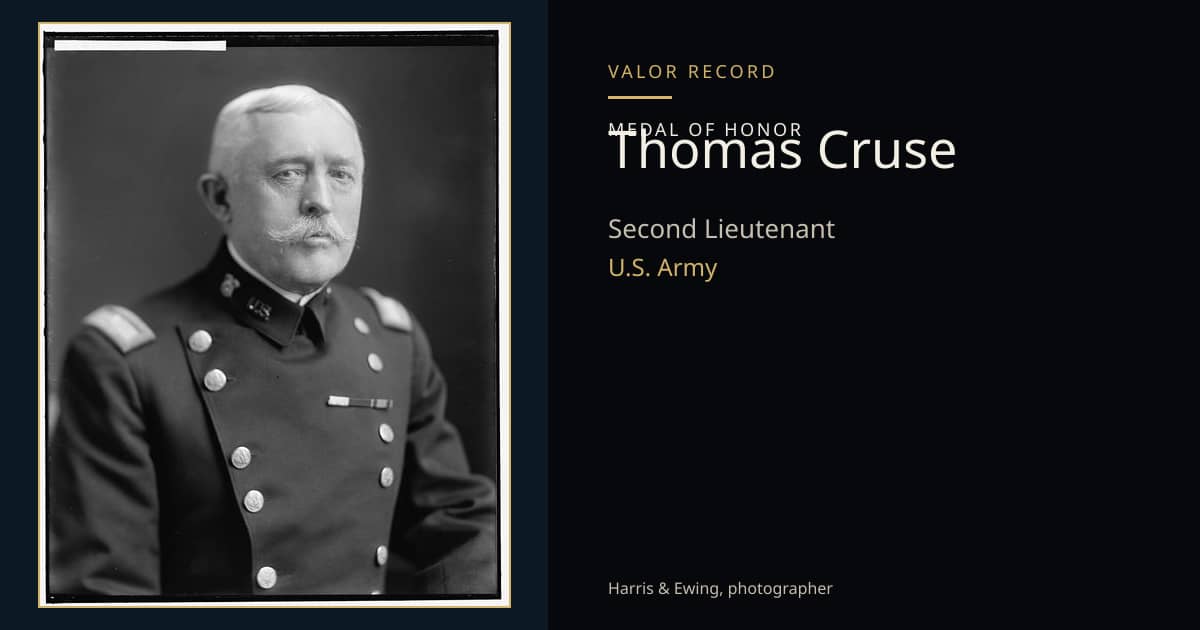 VALOR RECORD
MEDAL OF HONOR
Thomas Cruse
Second Lieutenant
U.S. Army
U.S.
Harris & Ewing, photographer